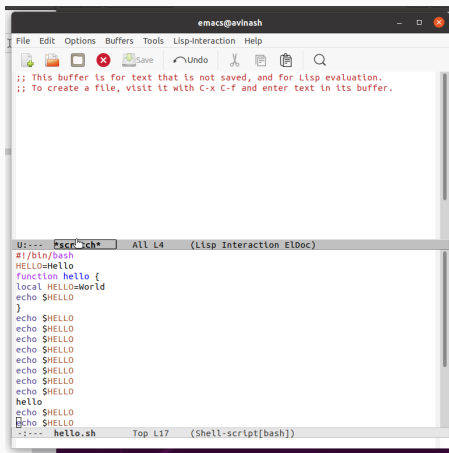 emacs@avinash
File Edit Options Buffers Tools Lisp-Interaction Help
Save Undo
;; This buffer is for text that is not saved, and for Lisp evaluation.
;; To create a file, visit it with C-x C-f and enter text in its buffer.
U:--- *scratch* All L4 (Lisp Interaction ElDoc)
#!/bin/bash
HELLO=Hello
function hello {
local HELLO=World
echo $HELLO
}
echo $HELLO
echo $HELLO
echo $HELLO
echo $HELLO
echo $HELLO
echo $HELLO
echo $HELLO
echo $HELLO
hello
echo $HELLO
echo $HELLO
-:--- hello.sh Top L17 (Shell-script[bash])